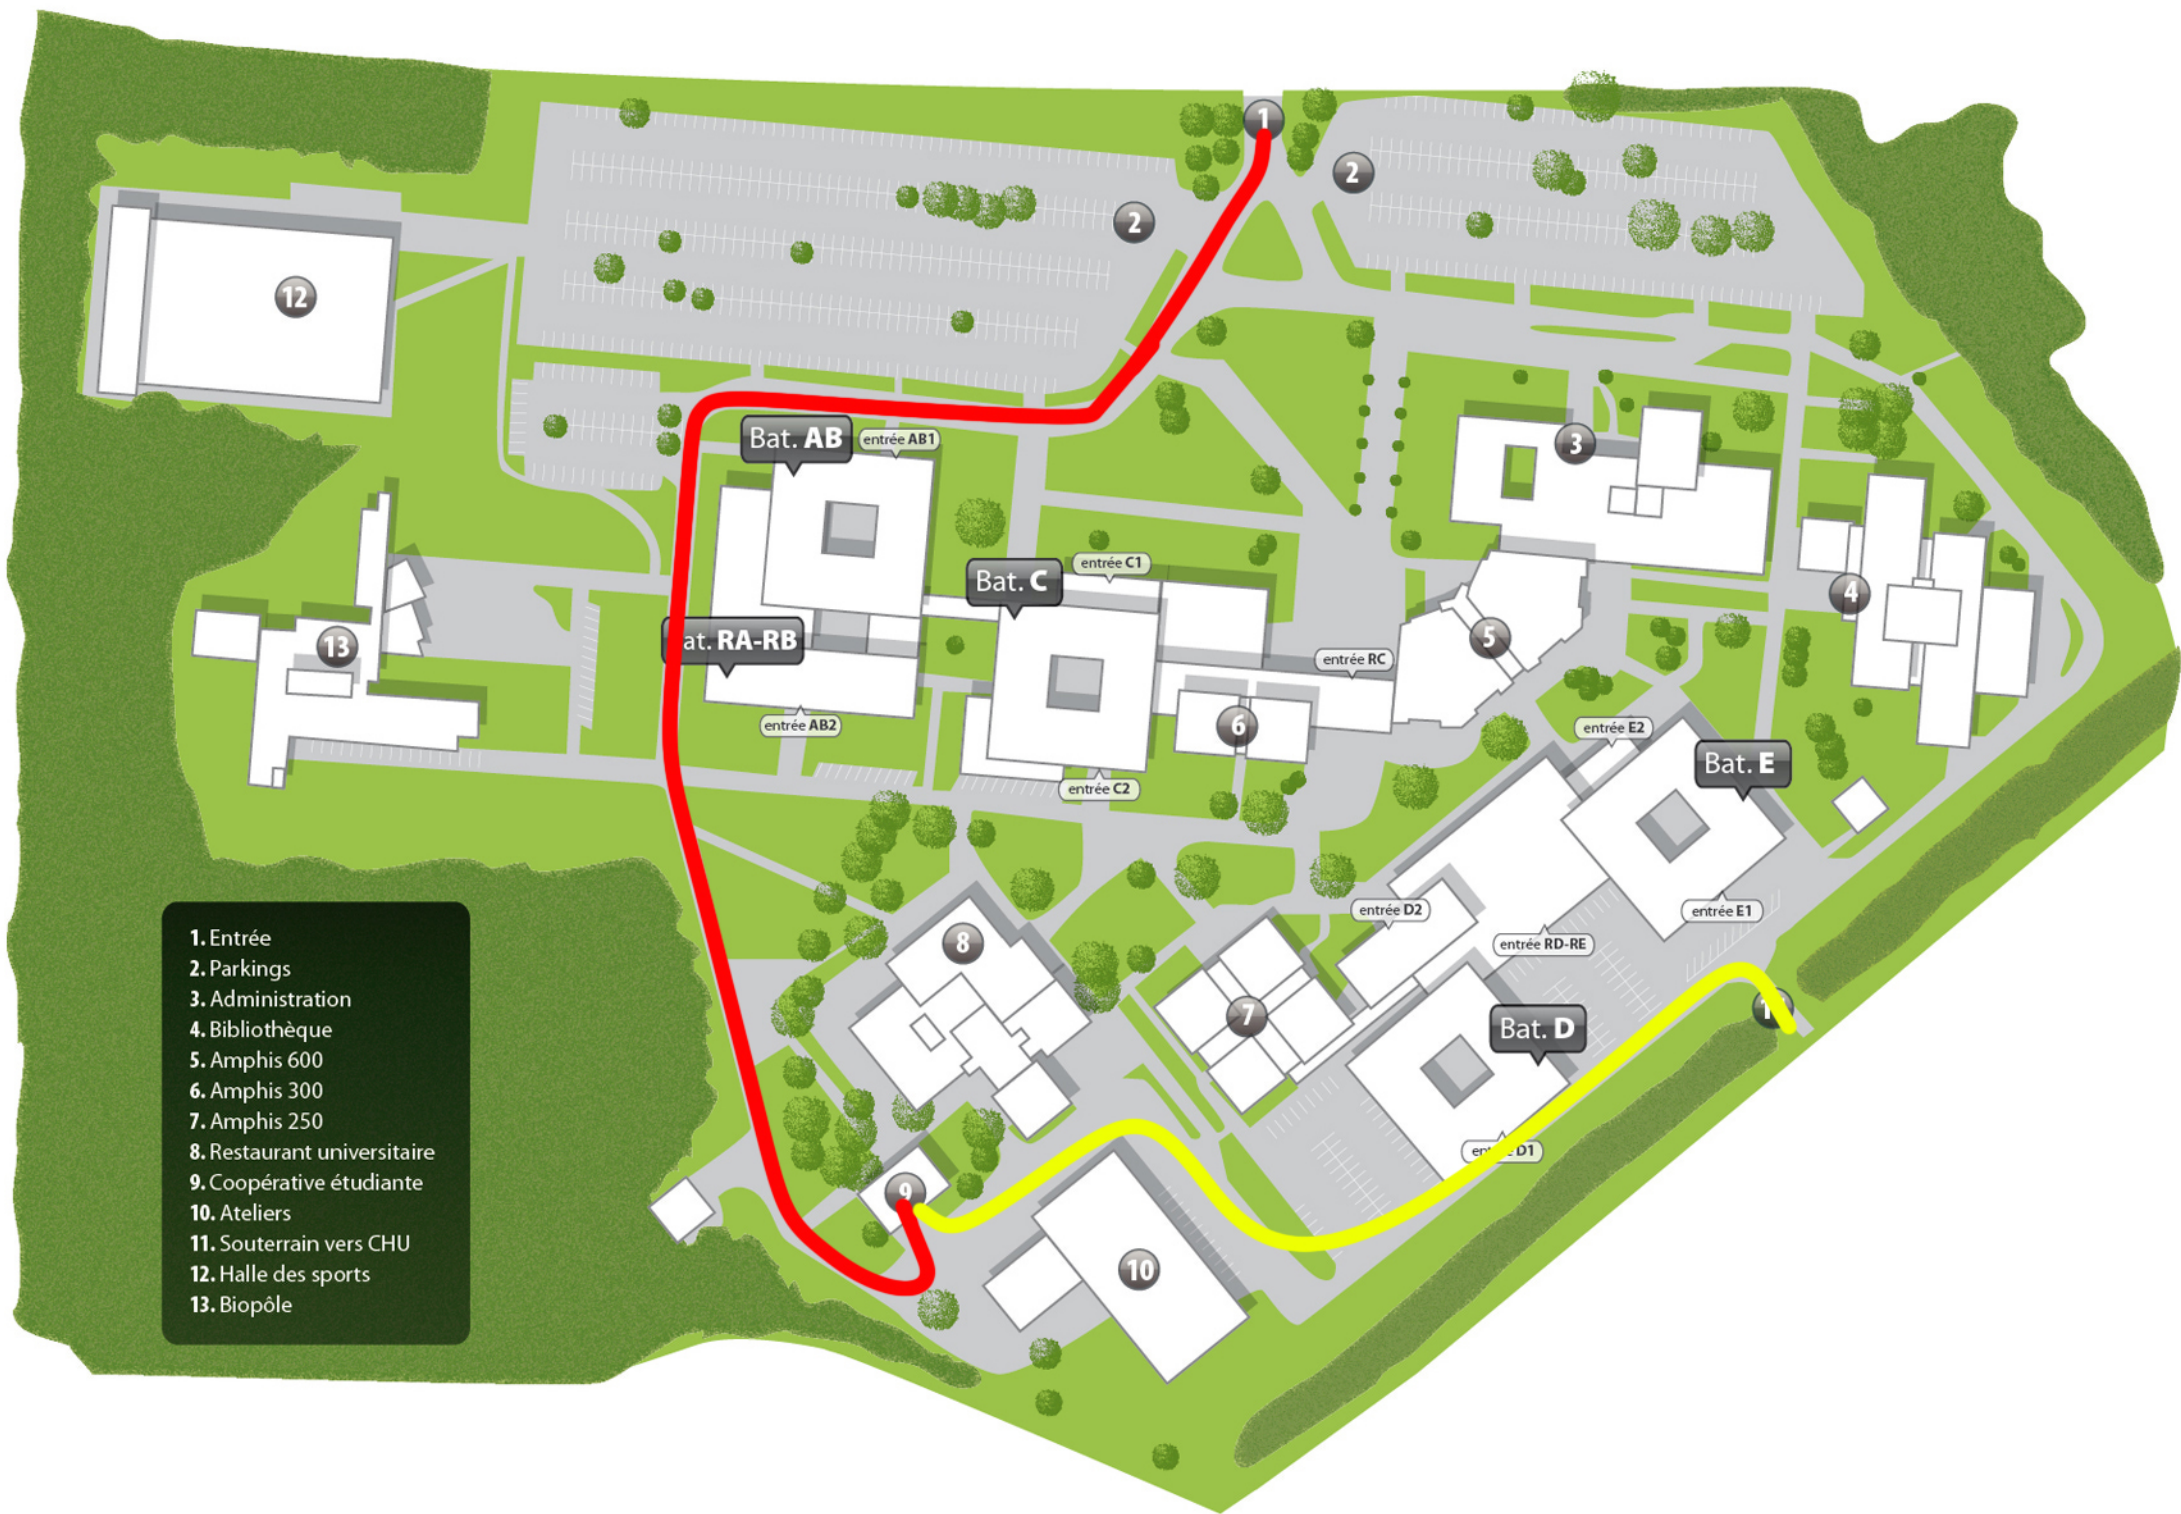 1
2
2
12
3
Bat. AB
entrée AB1
entrée C1
Bat. C
4
5
13
at. RA-RB
entrée RC
entrée AB2
6
entrée E2
Bat. E
entrée C2
entrée D2
entrée E1
8
entrée RD-RE
7
Bat. D
entrée D1
9
10
1. Entrée
2. Parkings
3. Administration
4. Bibliothèque
5. Amphis 600
6. Amphis 300
7. Amphis 250
8. Restaurant universitaire
9. Coopérative étudiante
10. Ateliers
11. Souterrain vers CHU
12. Halle des sports
13. Biopôle